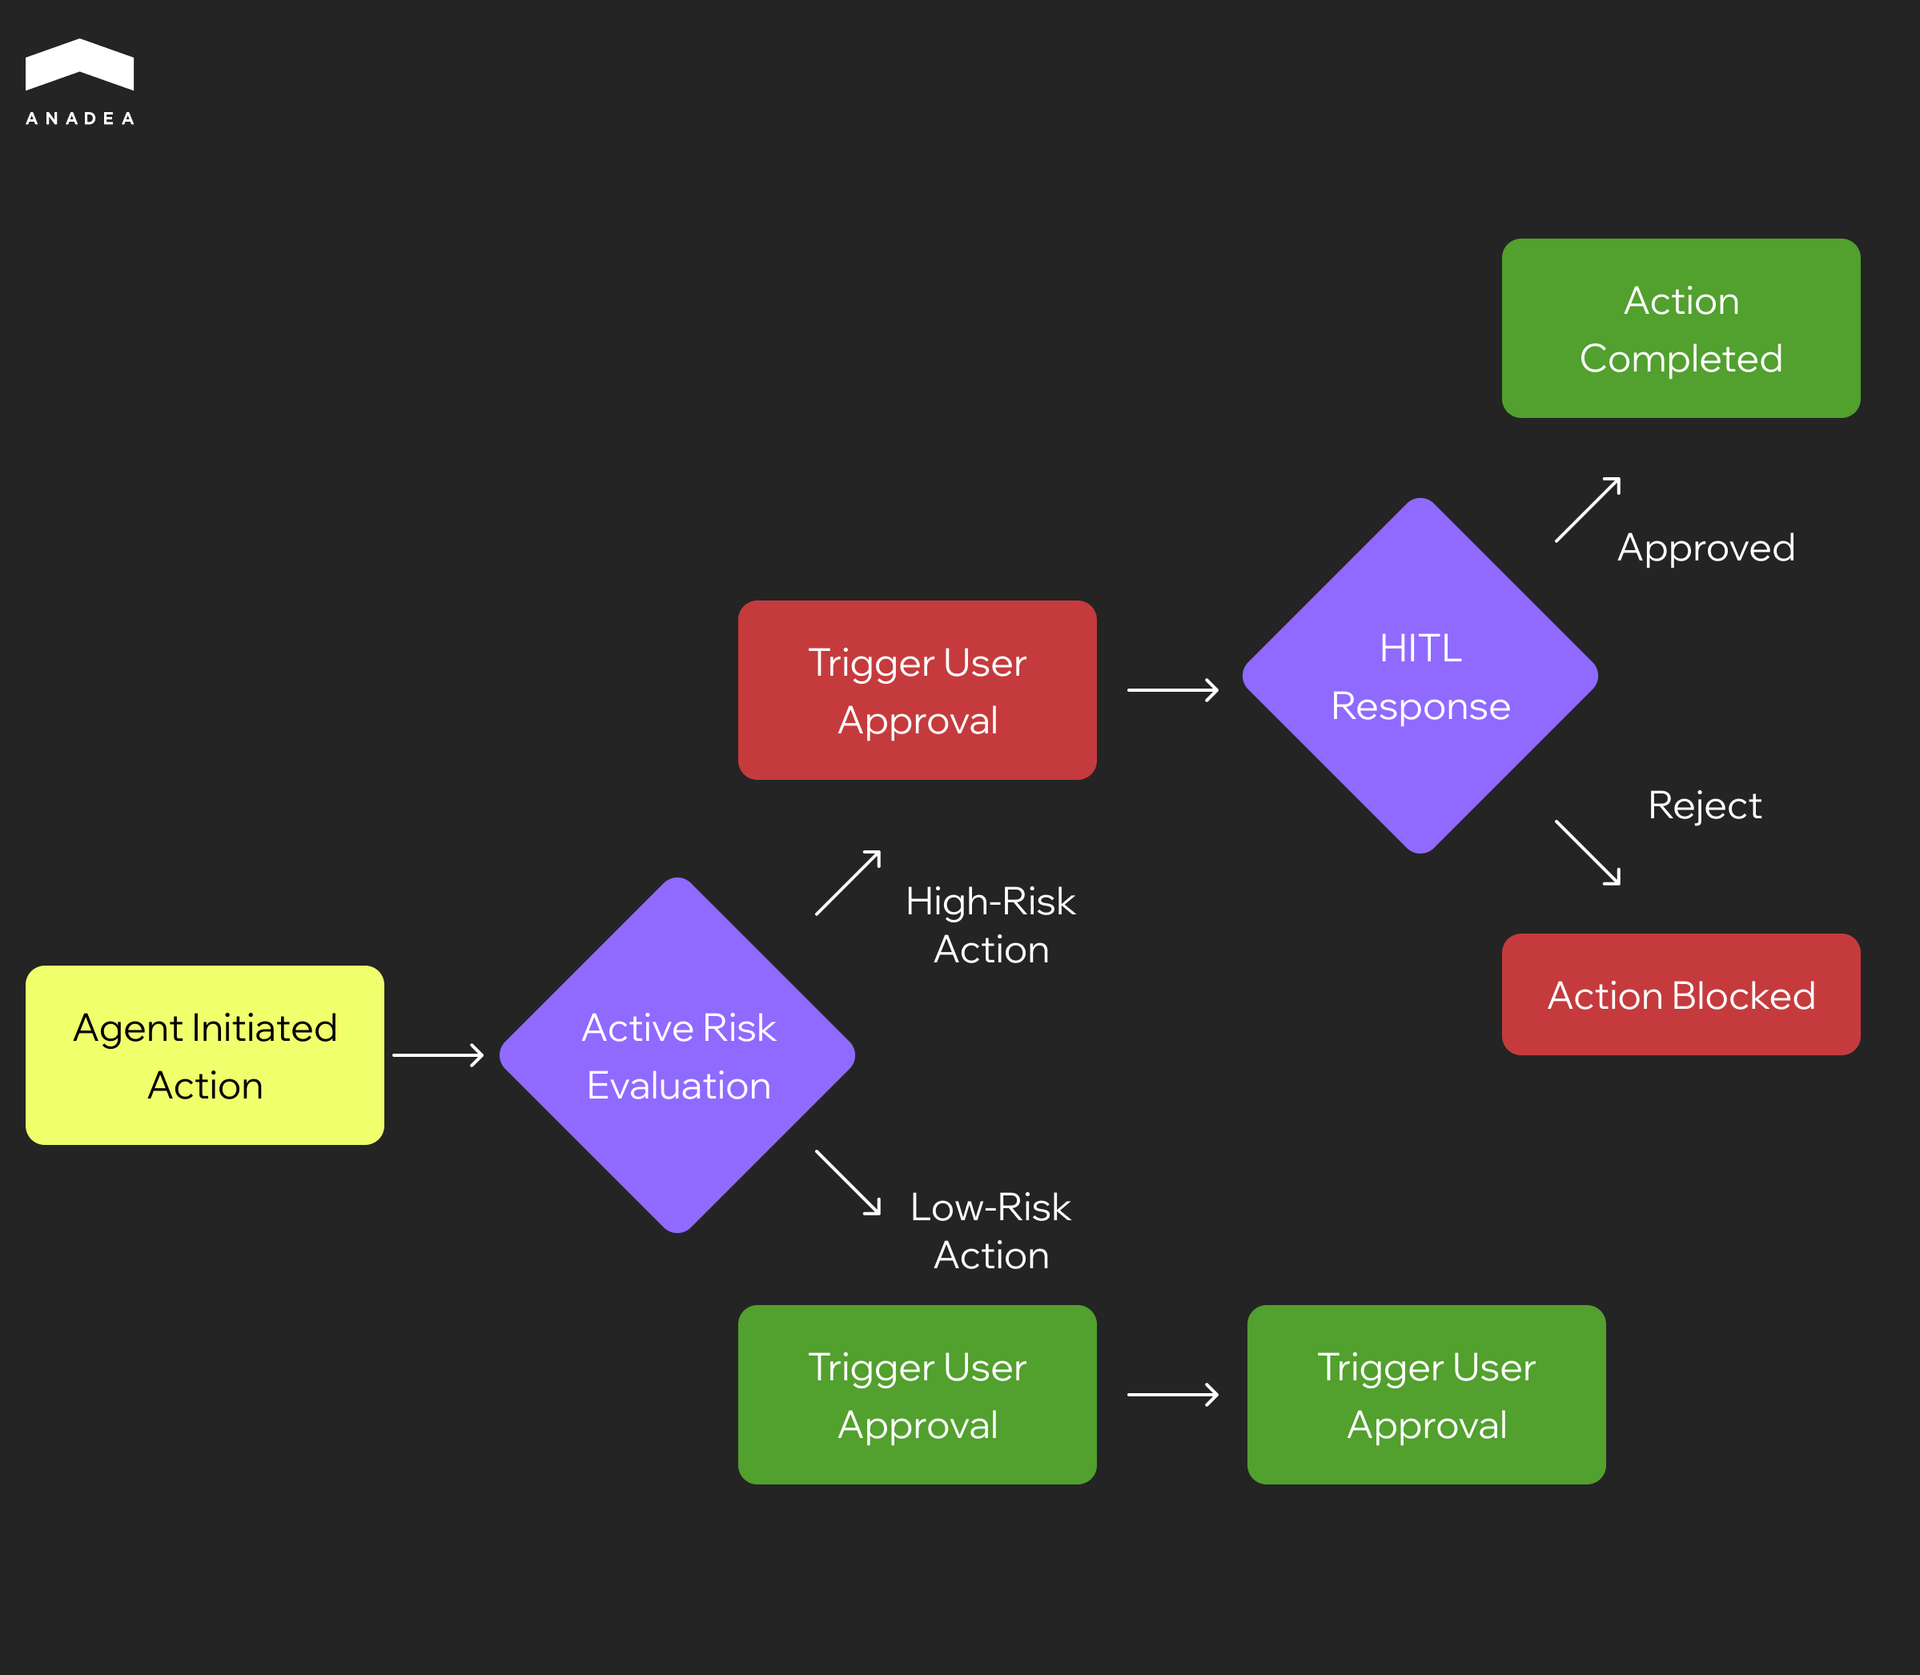 ANADEA
Action
Completed
Approved
HITL
Response
Trigger User
Approval
Reject
High-Risk
Action
Action Blocked
Agent Initiated
Action
Active Risk
Evaluation
Low-Risk
Action
Trigger User
Approval
Trigger User
Approval